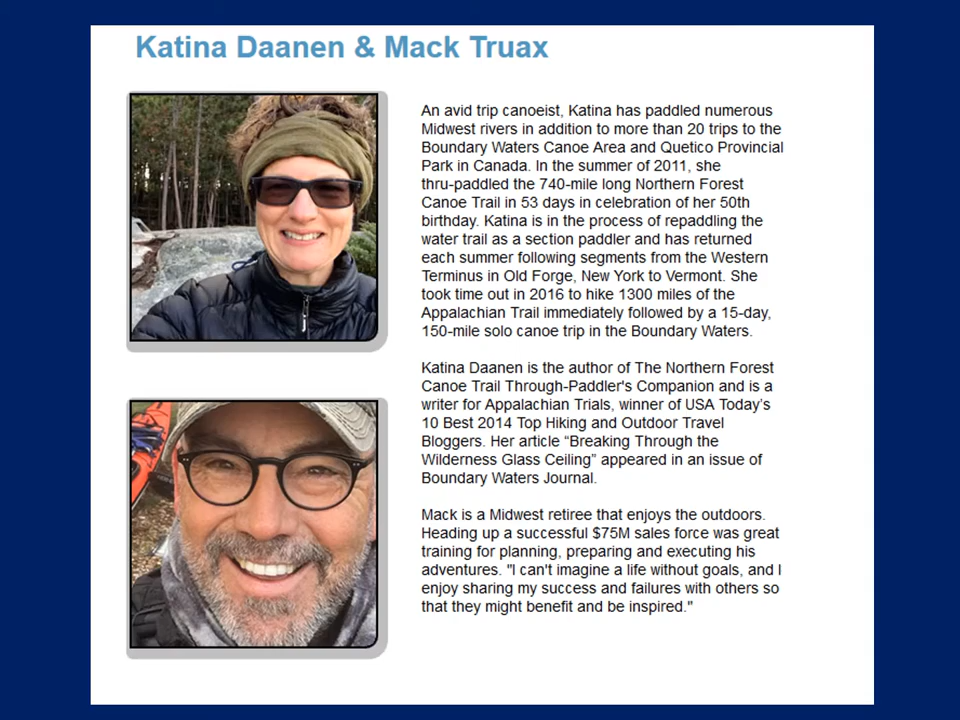 Katina Daanen & Mack Truax
An avid trip canoeist, Katina has paddled numerous
Midwest rivers in addition to more than 20 trips to the
Boundary Waters Canoe Area and Quetico Provincial
Park in Canada. In the summer of 2011, she
thru-paddled the 740-mile long Northern Forest
Canoe Trail in 53 days in celebration of her 50th
birthday. Katina is in the process of repaddling the
water trail as a section paddler and has returned
each summer following segments from the Western
Terminus in Old Forge, New York to Vermont. She
took time out in 2016 to hike 1300 miles of the
Appalachian Trail immediately followed by a 15-day,
150-mile solo canoe trip in the Boundary Waters.
Katina Daanen is the author of The Northern Forest
Canoe Trail Through-Paddler's Companion and is a
writer for Appalachian Trials, winner of USA Today’s
10 Best 2014 Top Hiking and Outdoor Travel
Bloggers. Her article “Breaking Through the
Wilderness Glass Ceiling” appeared in an issue of
Boundary Waters Journal.
Mack is a Midwest retiree that enjoys the outdoors.
Heading up a successful $75M sales force was great
training for planning, preparing and executing his
adventures. "I can't imagine a life without goals, and I
enjoy sharing my success and failures with others so
that they might benefit and be inspired."